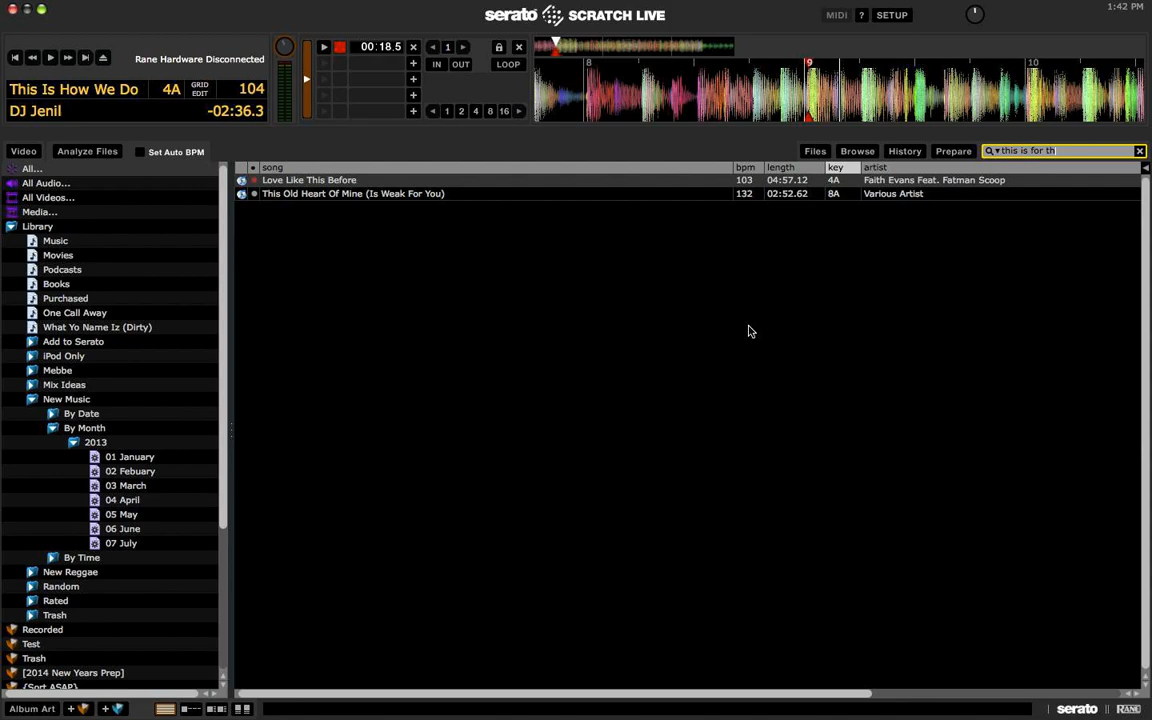 1:42 PM
serato SCRATCH LIVE
MIDI ? SETUP
Rane Hardware Disconnected
00:18.5
1
IN OUT LOOP
1 2 4 8 16
This Is How We Do 4A GRID EDIT 104
DJ Jenil -02:36.3
8 9 10
Video Analyze Files Set Auto BPM
Files Browse History Prepare this is for th
song bpm length key artist
Love Like This Before 103 04:57.12 4A Faith Evans Feat. Fatman Scoop
This Old Heart Of Mine (Is Weak For You) 132 02:52.62 8A Various Artist
All...
All Audio...
All Videos...
Media...
Library
Music
Movies
Podcasts
Books
Purchased
One Call Away
What Yo Name Iz (Dirty)
Add to Serato
iPod Only
Mebbe
Mix Ideas
New Music
By Date
By Month
2013
01 January
02 Febuary
03 March
04 April
05 May
06 June
07 July
By Time
New Reggae
Random
Rated
Trash
Recorded
Test
Trash
[2014 New Years Prep]
{Sort ASAP}
Album Art
serato RANE